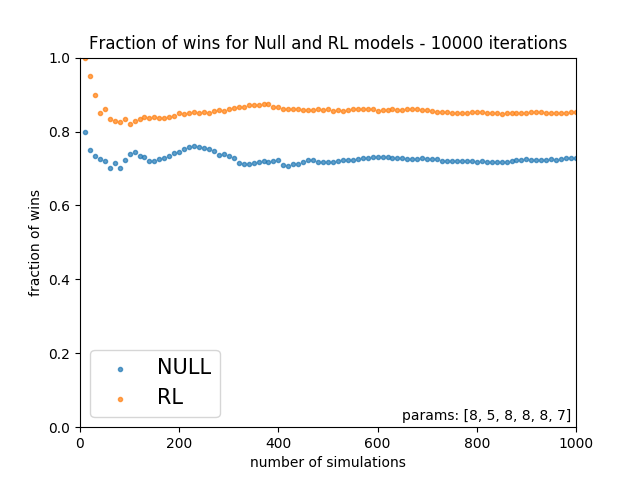 Fraction of wins for Null and RL models - 10000 iterations
1.0
0.8
0.6
0.4
0.2
0.0
fraction of wins
NULL
RL
params: [8, 5, 8, 8, 8, 7]
0 200 400 600 800 1000
number of simulations